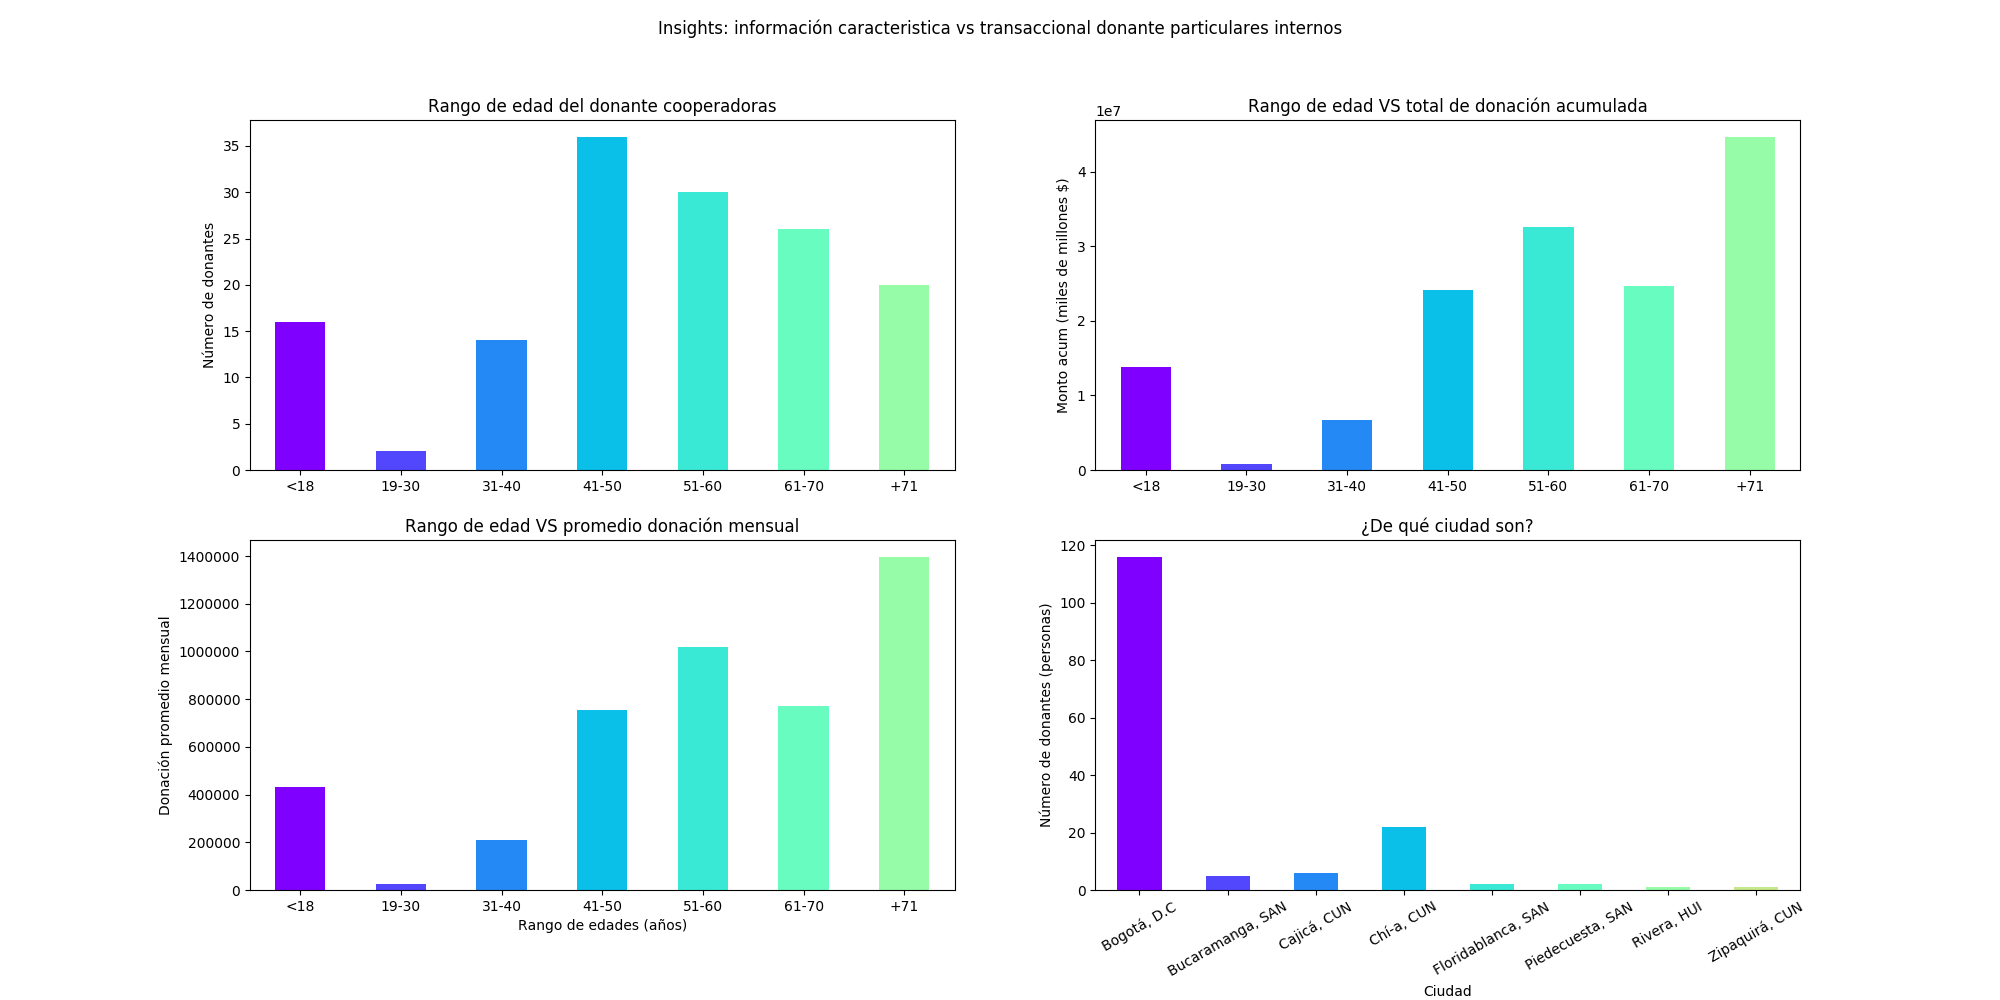 Insights: información caracteristica vs transaccional donante particulares internos
Rango de edad del donante cooperadoras
Número de donantes
35
30
25
20
15
10
5
0
<18 19-30 31-40 41-50 51-60 61-70 +71
Rango de edad VS total de donación acumulada
1e7
Monto acum (miles de millones $)
4
3
2
1
0
<18 19-30 31-40 41-50 51-60 61-70 +71
Rango de edad VS promedio donación mensual
Donación promedio mensual
1400000
1200000
1000000
800000
600000
400000
200000
0
<18 19-30 31-40 41-50 51-60 61-70 +71
Rango de edades (años)
¿De qué ciudad son?
Número de donantes (personas)
120
100
80
60
40
20
0
Bogotá, D.C
Bucaramanga, SAN
Cajicá, CUN
Chí-a, CUN
Floridablanca, SAN
Piedecuesta, SAN
Rivera, HUI
Zipaquirá, CUN
Ciudad